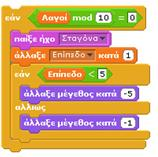 εάν Λαγοί mod 10 = 0
παίξε ήχο Σταγόνα
άλλαξε Επίπεδο κατά 1
εάν Επίπεδο < 5
άλλαξε μέγεθος κατά -5
αλλιώς
άλλαξε μέγεθος κατά -1